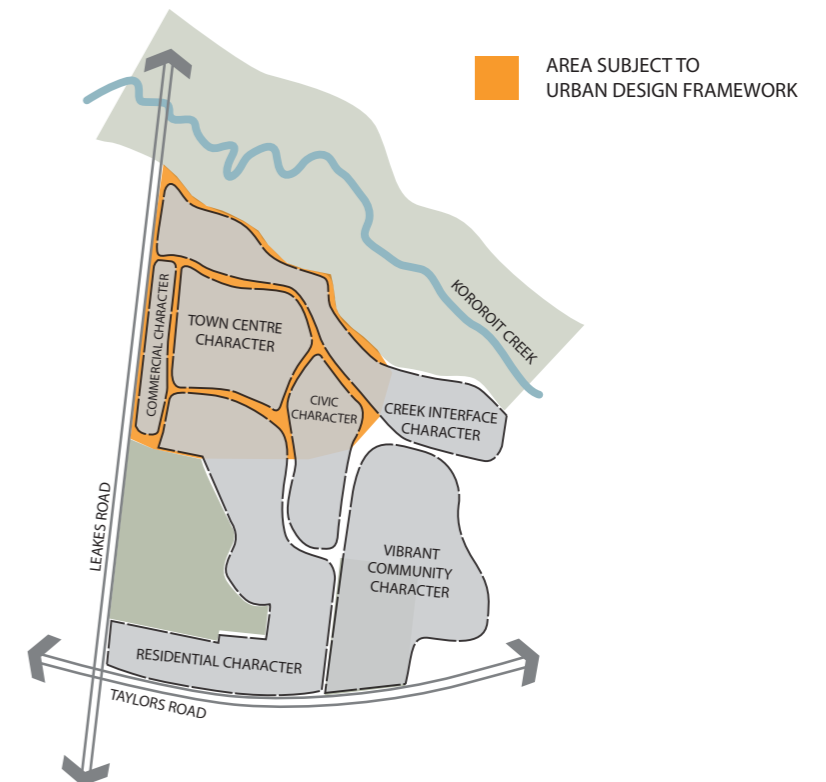 AREA SUBJECT TO
URBAN DESIGN FRAMEWORK
KOROROIT CREEK
COMMERCIAL CHARACTER
TOWN CENTRE
CHARACTER
CIVIC
CHARACTER
CREEK INTERFACE
CHARACTER
LEAKES ROAD
VIBRANT
COMMUNITY
CHARACTER
RESIDENTIAL CHARACTER
TAYLORS ROAD